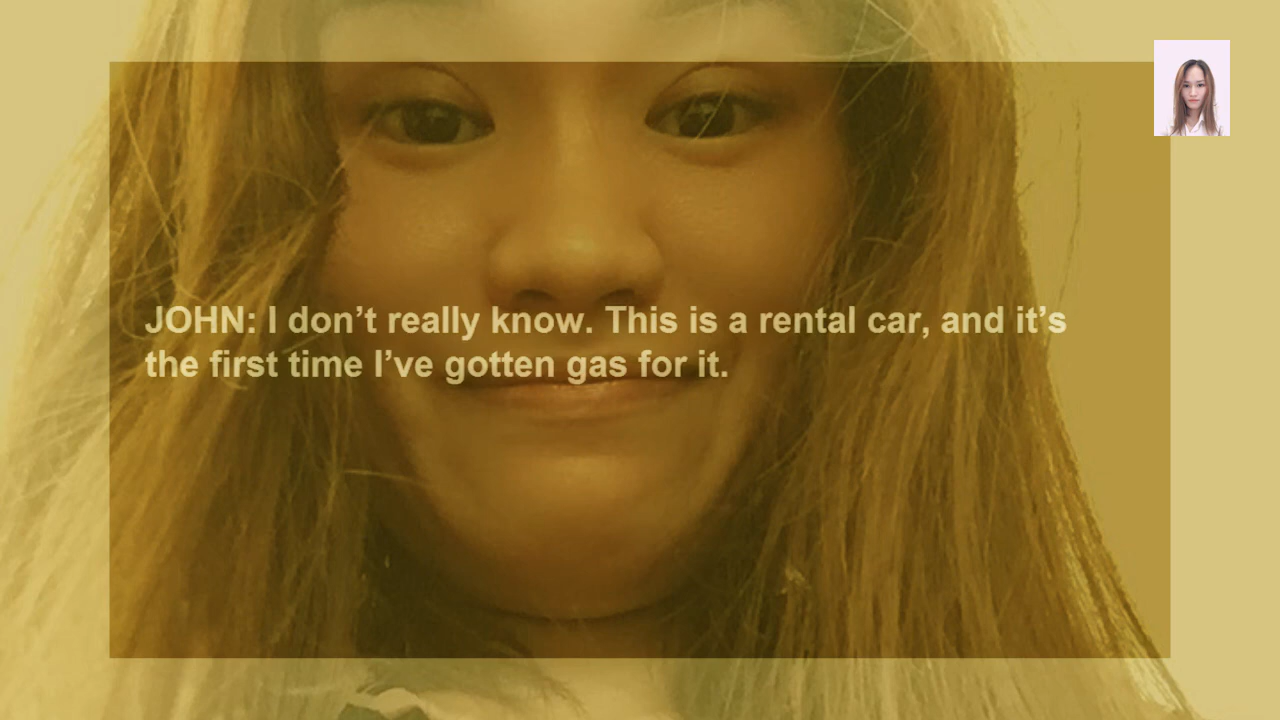 JOHN: I don’t really know. This is a rental car, and it’s
the first time I’ve gotten gas for it.